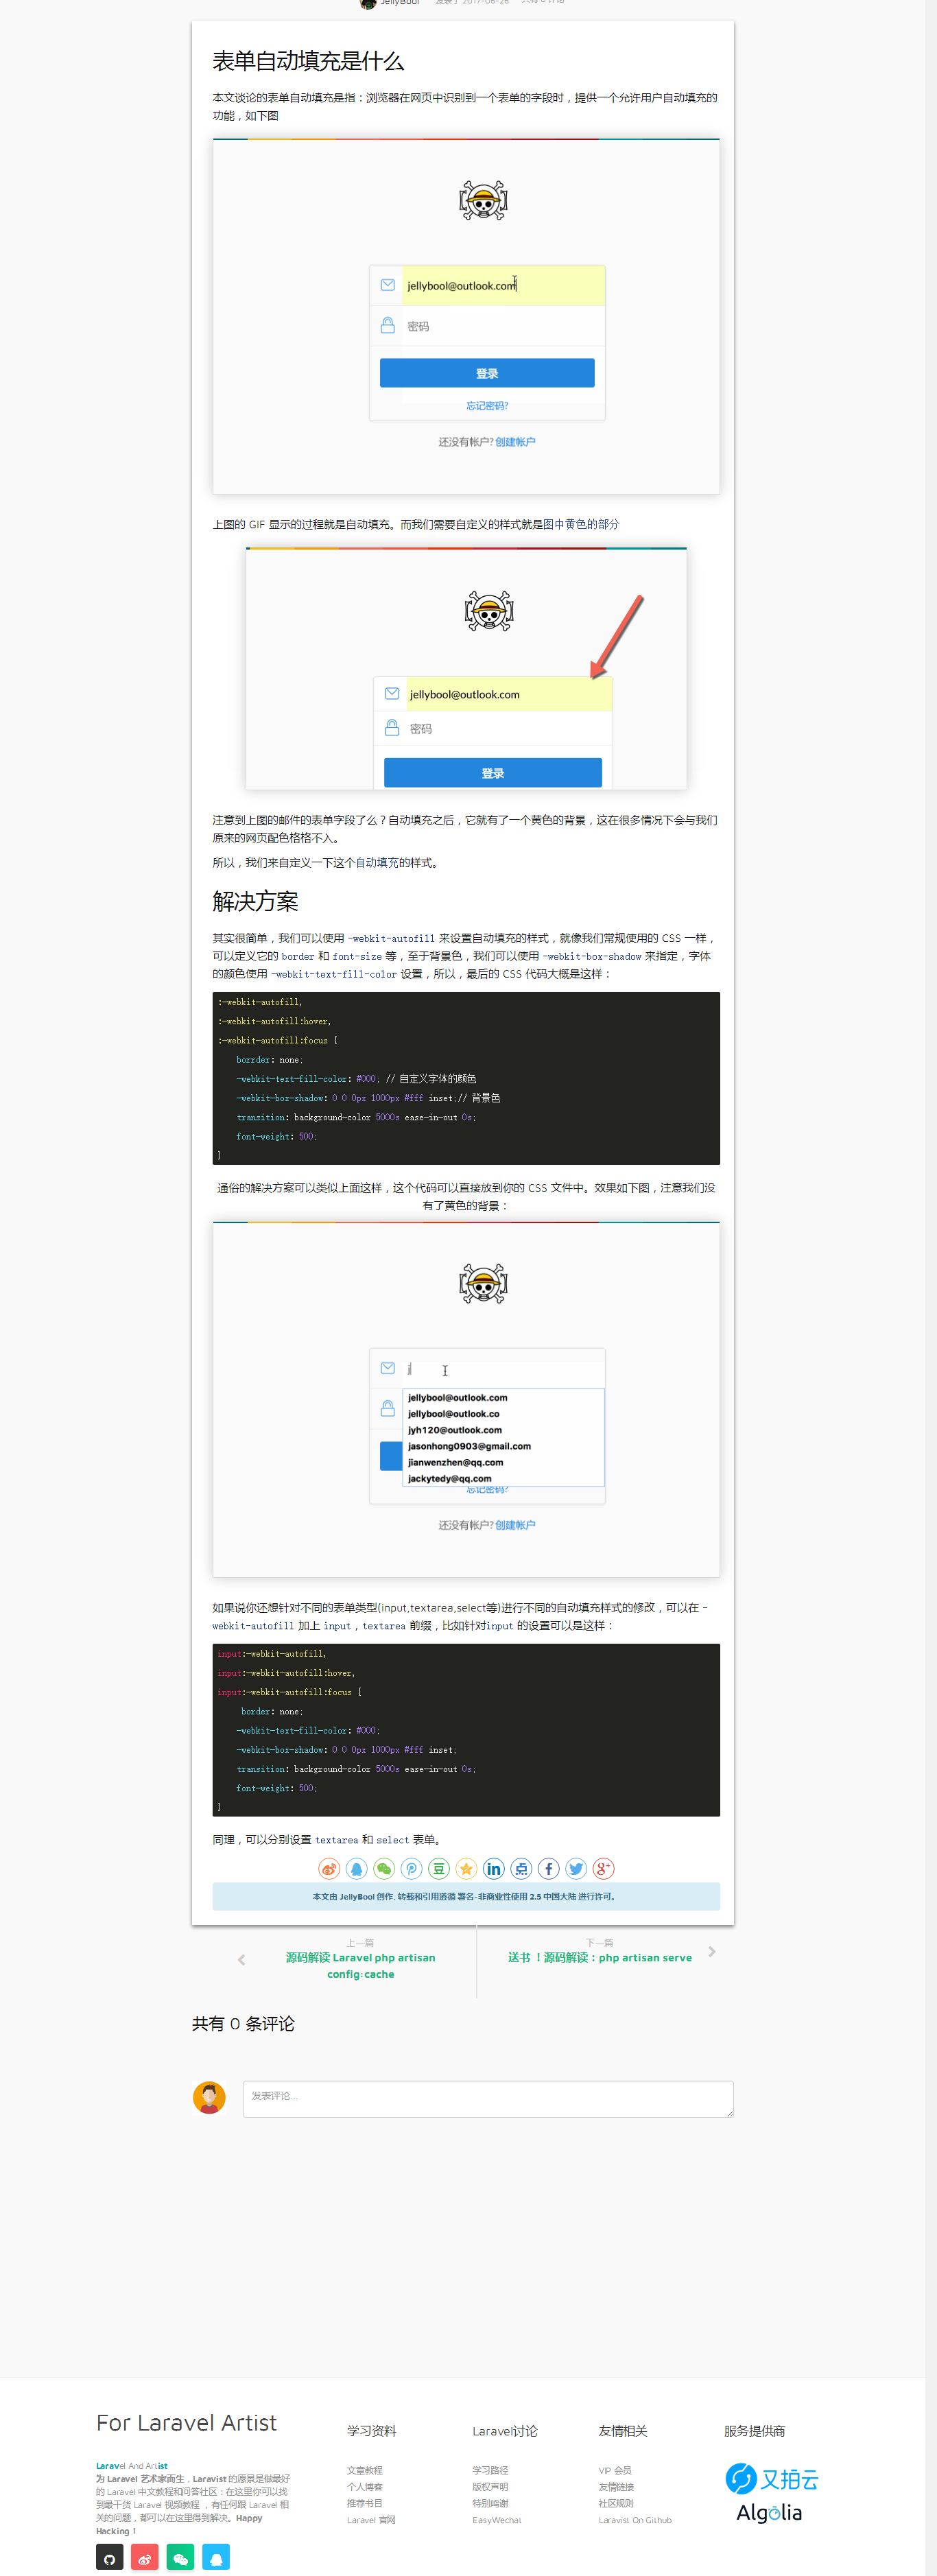 JellyBool 发表于 2017-06-26 共有 0 评论
表单自动填充是什么
本文谈论的表单自动填充是指：浏览器在网页中识别到一个表单的字段时，提供一个允许用户自动填充的
功能，如下图
jellybool@outlook.com
密码
登录
忘记密码?
还没有帐户? 创建帐户
上图的 GIF 显示的过程就是自动填充。而我们需要自定义的样式就是图中黄色的部分
jellybool@outlook.com
密码
登录
注意到上图的邮件的表单字段了么？自动填充之后，它就有了一个黄色的背景，这在很多情况下会与我们
原来的网页配色格格不入。
所以，我们来自定义一下这个自动填充的样式。
解决方案
其实很简单，我们可以使用 -webkit-autofill 来设置自动填充的样式，就像我们常规使用的 CSS 一样，
可以定义它的 border 和 font-size 等，至于背景色，我们可以使用 -webkit-box-shadow 来指定，字体
的颜色使用 -webkit-text-fill-color 设置，所以，最后的 CSS 代码大概是这样：
:-webkit-autofill,
:-webkit-autofill:hover,
:-webkit-autofill:focus {
borrder: none;
-webkit-text-fill-color: #000; // 自定义字体的颜色
-webkit-box-shadow: 0 0 0px 1000px #fff inset;// 背景色
transition: background-color 5000s ease-in-out 0s;
font-weight: 500;
}
通俗的解决方案可以类似上面这样，这个代码可以直接放到你的 CSS 文件中。效果如下图，注意我们没
有了黄色的背景：
j
jellybool@outlook.com
jellybool@outlook.co
jyh120@outlook.com
jasonhong0903@gmail.com
jianwenzhen@qq.com
jackytedy@qq.com
忘记密码?
还没有帐户? 创建帐户
如果说你还想针对不同的表单类型(input,textarea,select等)进行不同的自动填充样式的修改，可以在 -
webkit-autofill 加上 input，textarea 前缀，比如针对input 的设置可以是这样：
input:-webkit-autofill,
input:-webkit-autofill:hover,
input:-webkit-autofill:focus {
border: none;
-webkit-text-fill-color: #000;
-webkit-box-shadow: 0 0 0px 1000px #fff inset;
transition: background-color 5000s ease-in-out 0s;
font-weight: 500;
}
同理，可以分别设置 textarea 和 select 表单。
豆 in 点 f g+
本文由 JellyBool 创作, 转载和引用遵循 署名-非商业性使用 2.5 中国大陆 进行许可。
上一篇
源码解读 Laravel php artisan
config:cache
下一篇
送书 ！源码解读：php artisan serve
共有 0 条评论
发表评论...
For Laravel Artist
Laravel And Artist
为 Laravel 艺术家而生，Laravist 的愿景是做最好
的 Laravel 中文教程和问答社区：在这里你可以找
到最干货 Laravel 视频教程 ，有任何跟 Laravel 相
关的问题，都可以在这里得到解决。Happy
Hacking！
学习资料
文章教程
个人博客
推荐书目
Laravel 官网
Laravel讨论
学习路径
版权声明
特别鸣谢
EasyWechat
友情相关
VIP 会员
友情链接
社区规则
Laravist On Github
服务提供商
又拍云
Algolia